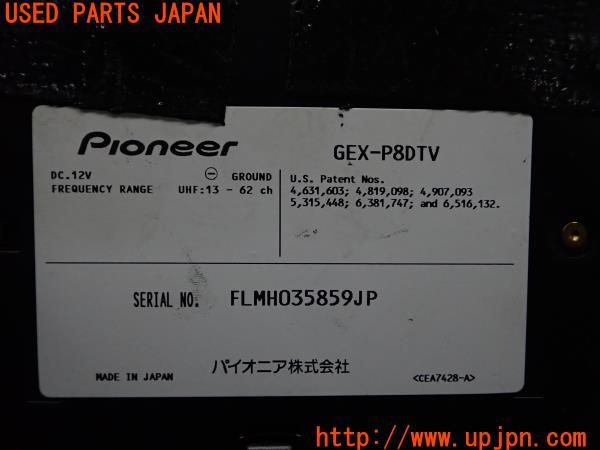 USED PARTS JAPAN
Pioneer
GEX-P8DTV
DC.12V ⊖ GROUND
FREQUENCY RANGE UHF:13 - 62 ch
U.S. Patent Nos.
4,631,603; 4,819,098; 4,907,093
5,315,448; 6,381,747; and 6,516,132.
SERIAL NO. FLMH035859JP
パイオニア株式会社
MADE IN JAPAN
<CEA7428-A>
http://www.upjpn.com